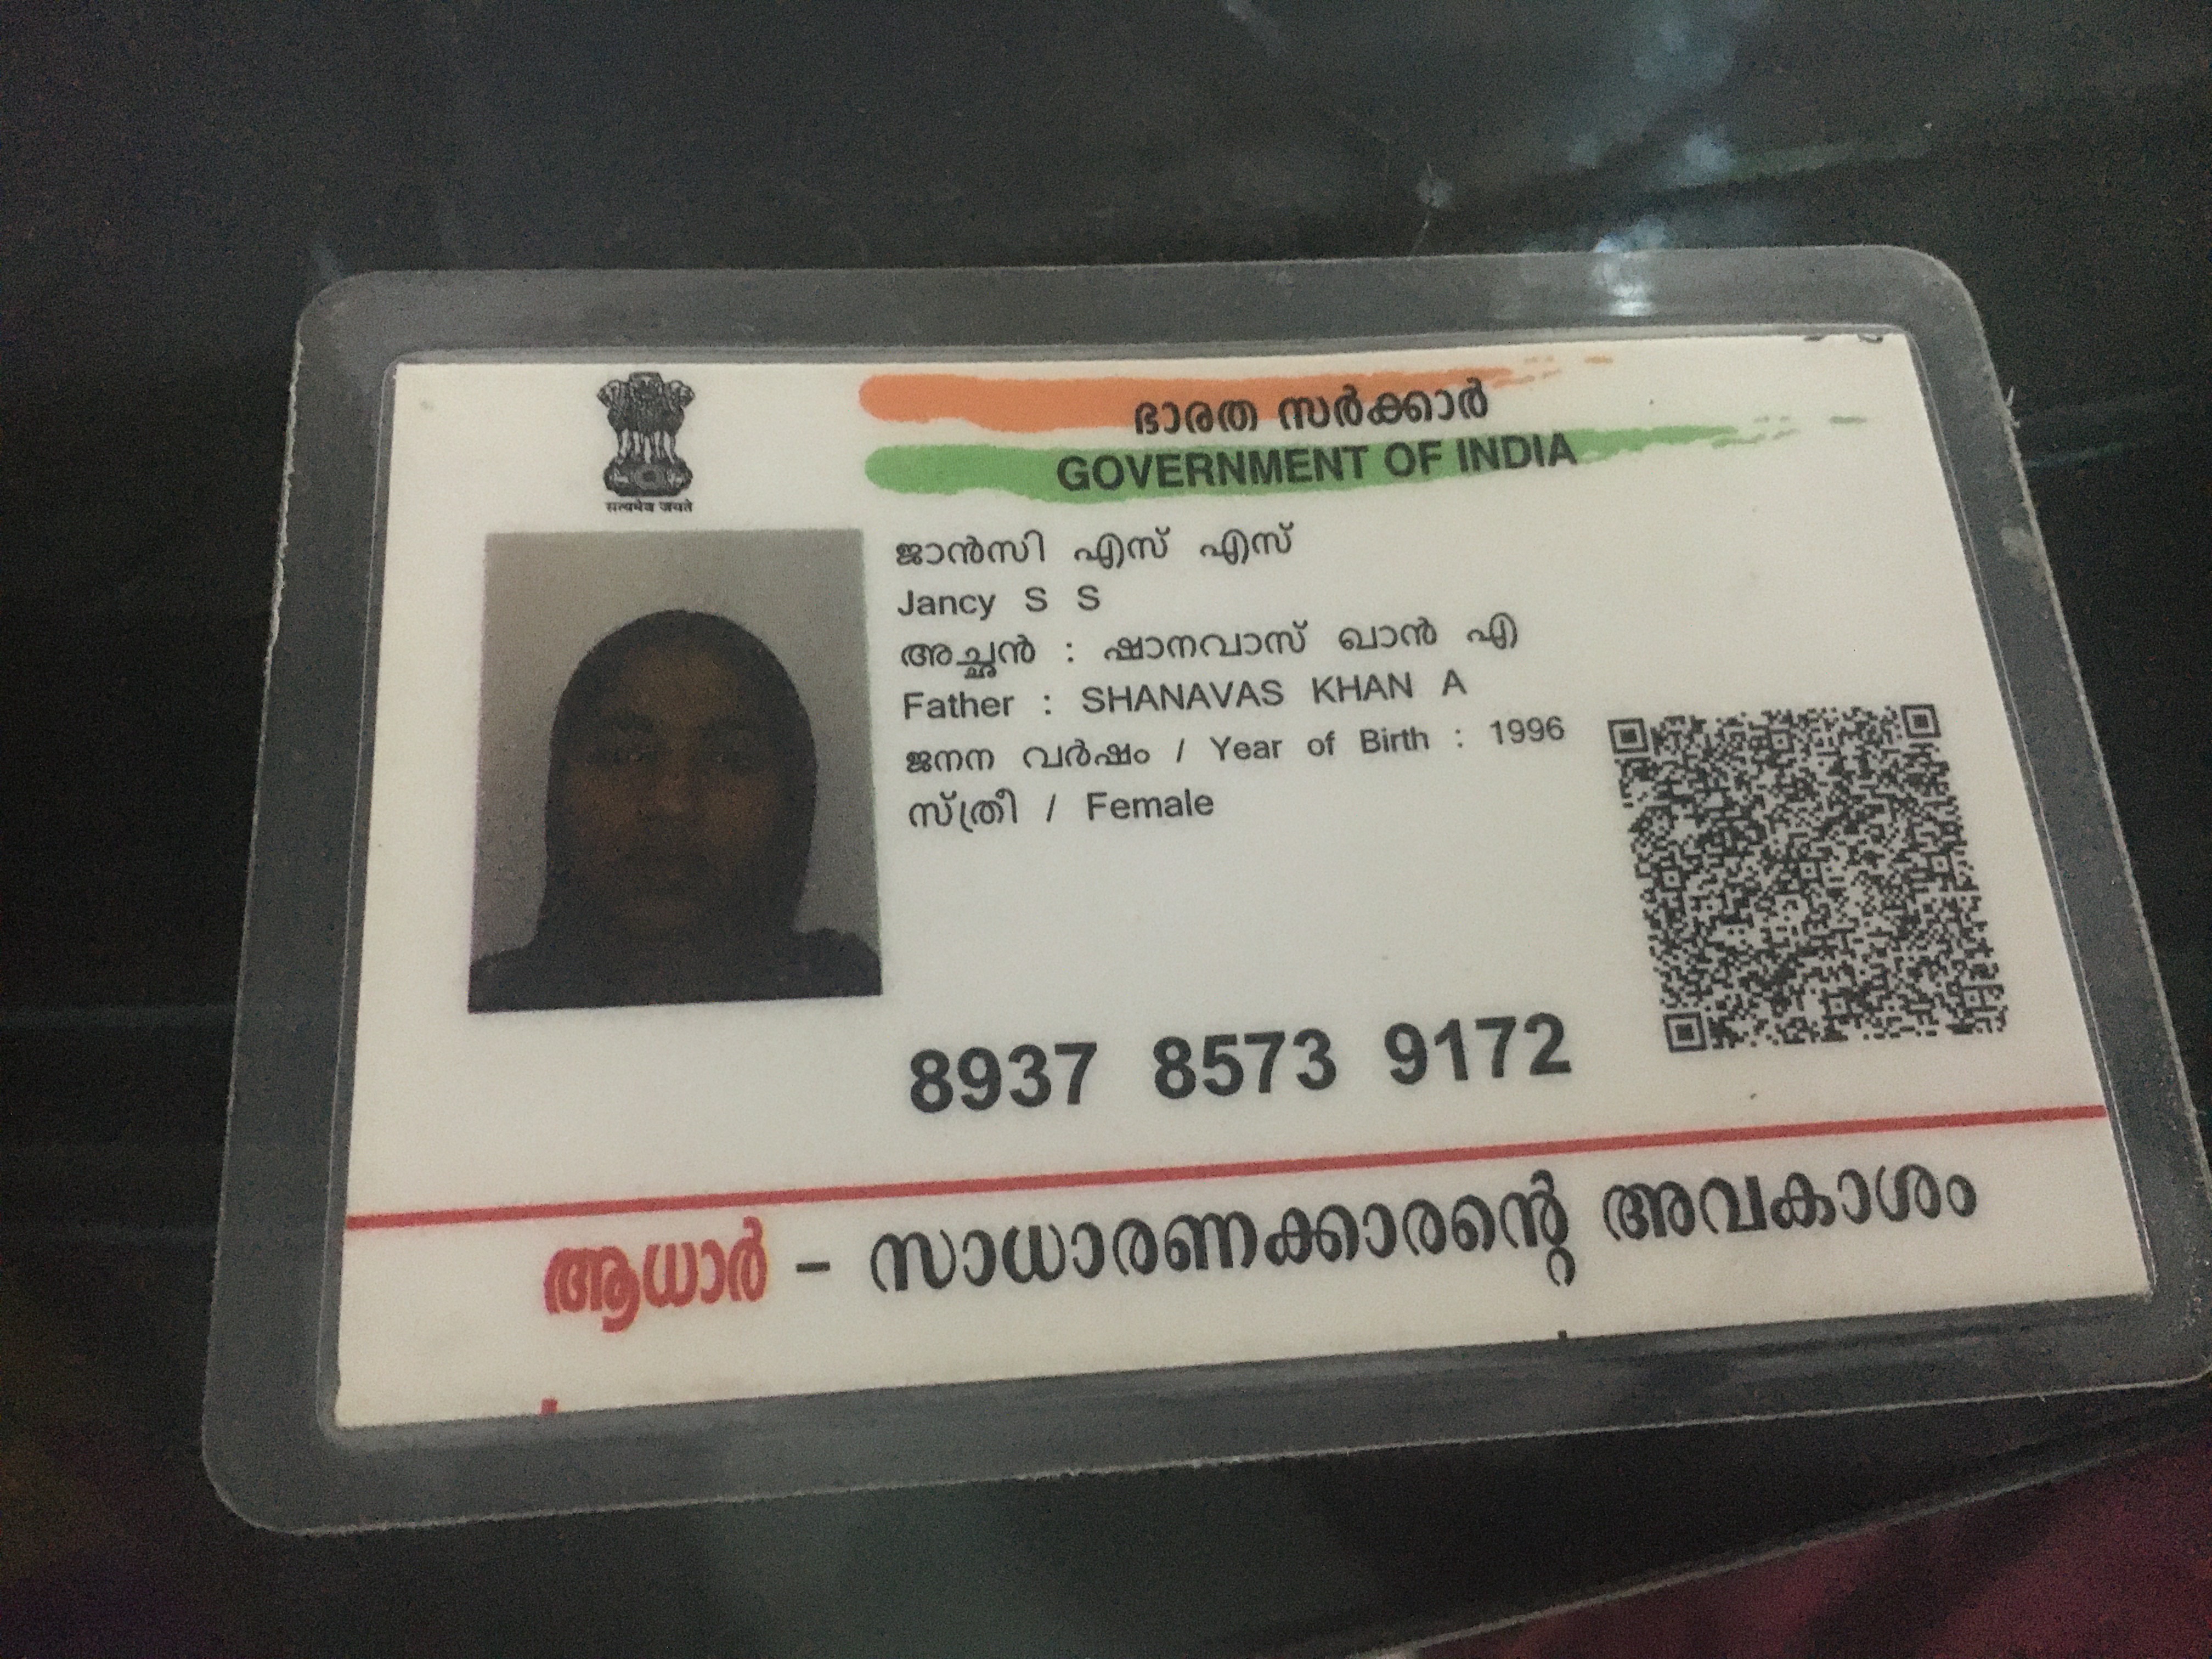 ഭാരത സർക്കാർ
GOVERNMENT OF INDIA
सत्यमेव जयते
ജാൻസി എസ് എസ്
Jancy S S
അച്ഛൻ : ഷാനവാസ് ഖാൻ എ
Father : SHANAVAS KHAN A
ജനന വർഷം / Year of Birth : 1996
സ്ത്രീ / Female
8937 8573 9172
ആധാർ - സാധാരണക്കാരന്റെ അവകാശം